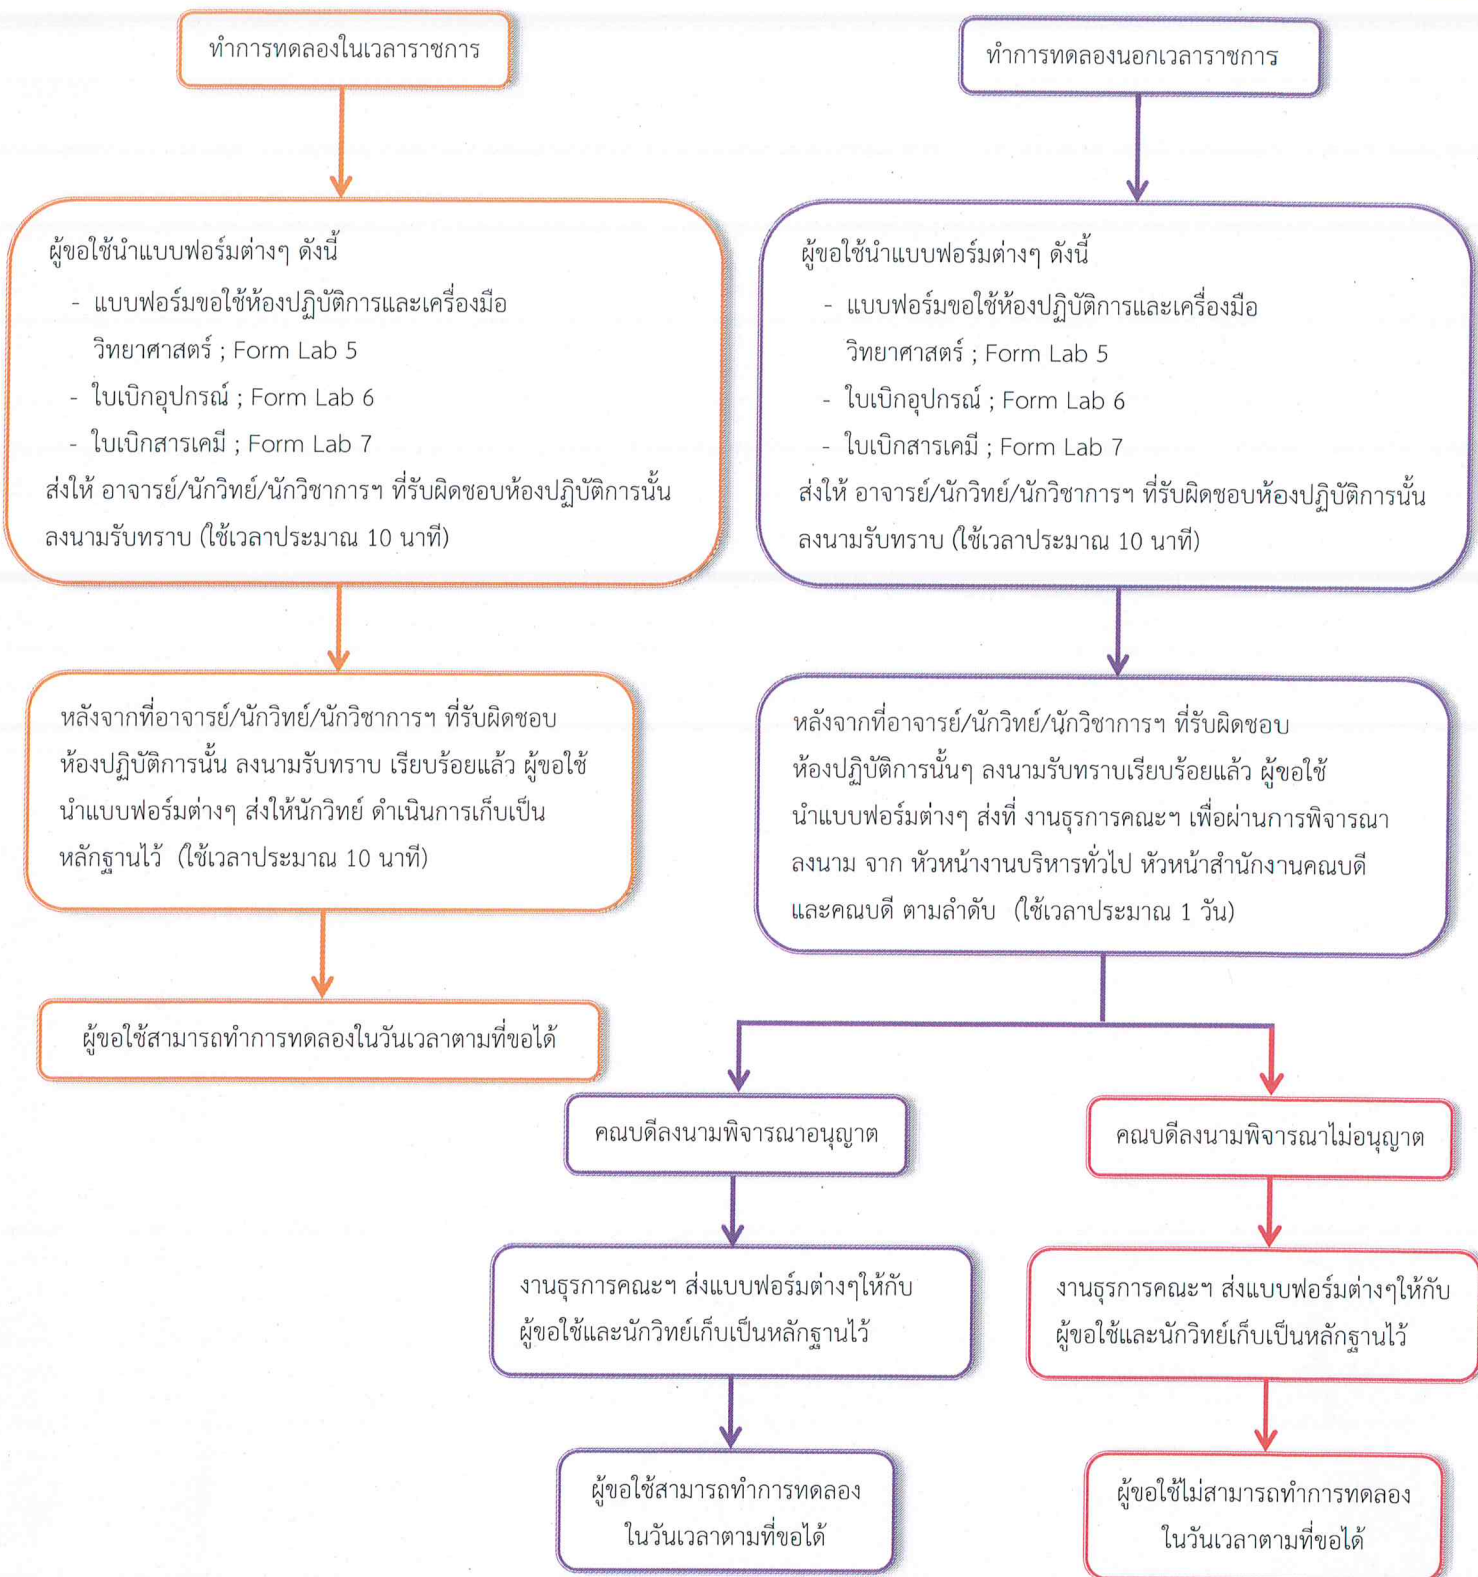 ทำการทดลองในเวลาราชการ
ผู้ขอใช้นำแบบฟอร์มต่างๆ ดังนี้
- แบบฟอร์มขอใช้ห้องปฏิบัติการและเครื่องมือ
วิทยาศาสตร์ ; Form Lab 5
- ใบเบิกอุปกรณ์ ; Form Lab 6
- ใบเบิกสารเคมี ; Form Lab 7
ส่งให้ อาจารย์/นักวิทย์/นักวิชาการฯ ที่รับผิดชอบห้องปฏิบัติการนั้น
ลงนามรับทราบ (ใช้เวลาประมาณ 10 นาที)
หลังจากที่อาจารย์/นักวิทย์/นักวิชาการฯ ที่รับผิดชอบ
ห้องปฏิบัติการนั้น ลงนามรับทราบ เรียบร้อยแล้ว ผู้ขอใช้
นำแบบฟอร์มต่างๆ ส่งให้นักวิทย์ ดำเนินการเก็บเป็น
หลักฐานไว้ (ใช้เวลาประมาณ 10 นาที)
ผู้ขอใช้สามารถทำการทดลองในวันเวลาตามที่ขอได้
ทำการทดลองนอกเวลาราชการ
ผู้ขอใช้นำแบบฟอร์มต่างๆ ดังนี้
- แบบฟอร์มขอใช้ห้องปฏิบัติการและเครื่องมือ
วิทยาศาสตร์ ; Form Lab 5
- ใบเบิกอุปกรณ์ ; Form Lab 6
- ใบเบิกสารเคมี ; Form Lab 7
ส่งให้ อาจารย์/นักวิทย์/นักวิชาการฯ ที่รับผิดชอบห้องปฏิบัติการนั้น
ลงนามรับทราบ (ใช้เวลาประมาณ 10 นาที)
หลังจากที่อาจารย์/นักวิทย์/นักวิชาการฯ ที่รับผิดชอบ
ห้องปฏิบัติการนั้นๆ ลงนามรับทราบเรียบร้อยแล้ว ผู้ขอใช้
นำแบบฟอร์มต่างๆ ส่งที่ งานธุรการคณะฯ เพื่อผ่านการพิจารณา
ลงนาม จาก หัวหน้างานบริหารทั่วไป หัวหน้าสำนักงานคณบดี
และคณบดี ตามลำดับ (ใช้เวลาประมาณ 1 วัน)
คณบดีลงนามพิจารณาอนุญาต
งานธุรการคณะฯ ส่งแบบฟอร์มต่างๆให้กับ
ผู้ขอใช้และนักวิทย์เก็บเป็นหลักฐานไว้
ผู้ขอใช้สามารถทำการทดลอง
ในวันเวลาตามที่ขอได้
คณบดีลงนามพิจารณาไม่อนุญาต
งานธุรการคณะฯ ส่งแบบฟอร์มต่างๆให้กับ
ผู้ขอใช้และนักวิทย์เก็บเป็นหลักฐานไว้
ผู้ขอใช้ไม่สามารถทำการทดลอง
ในวันเวลาตามที่ขอได้